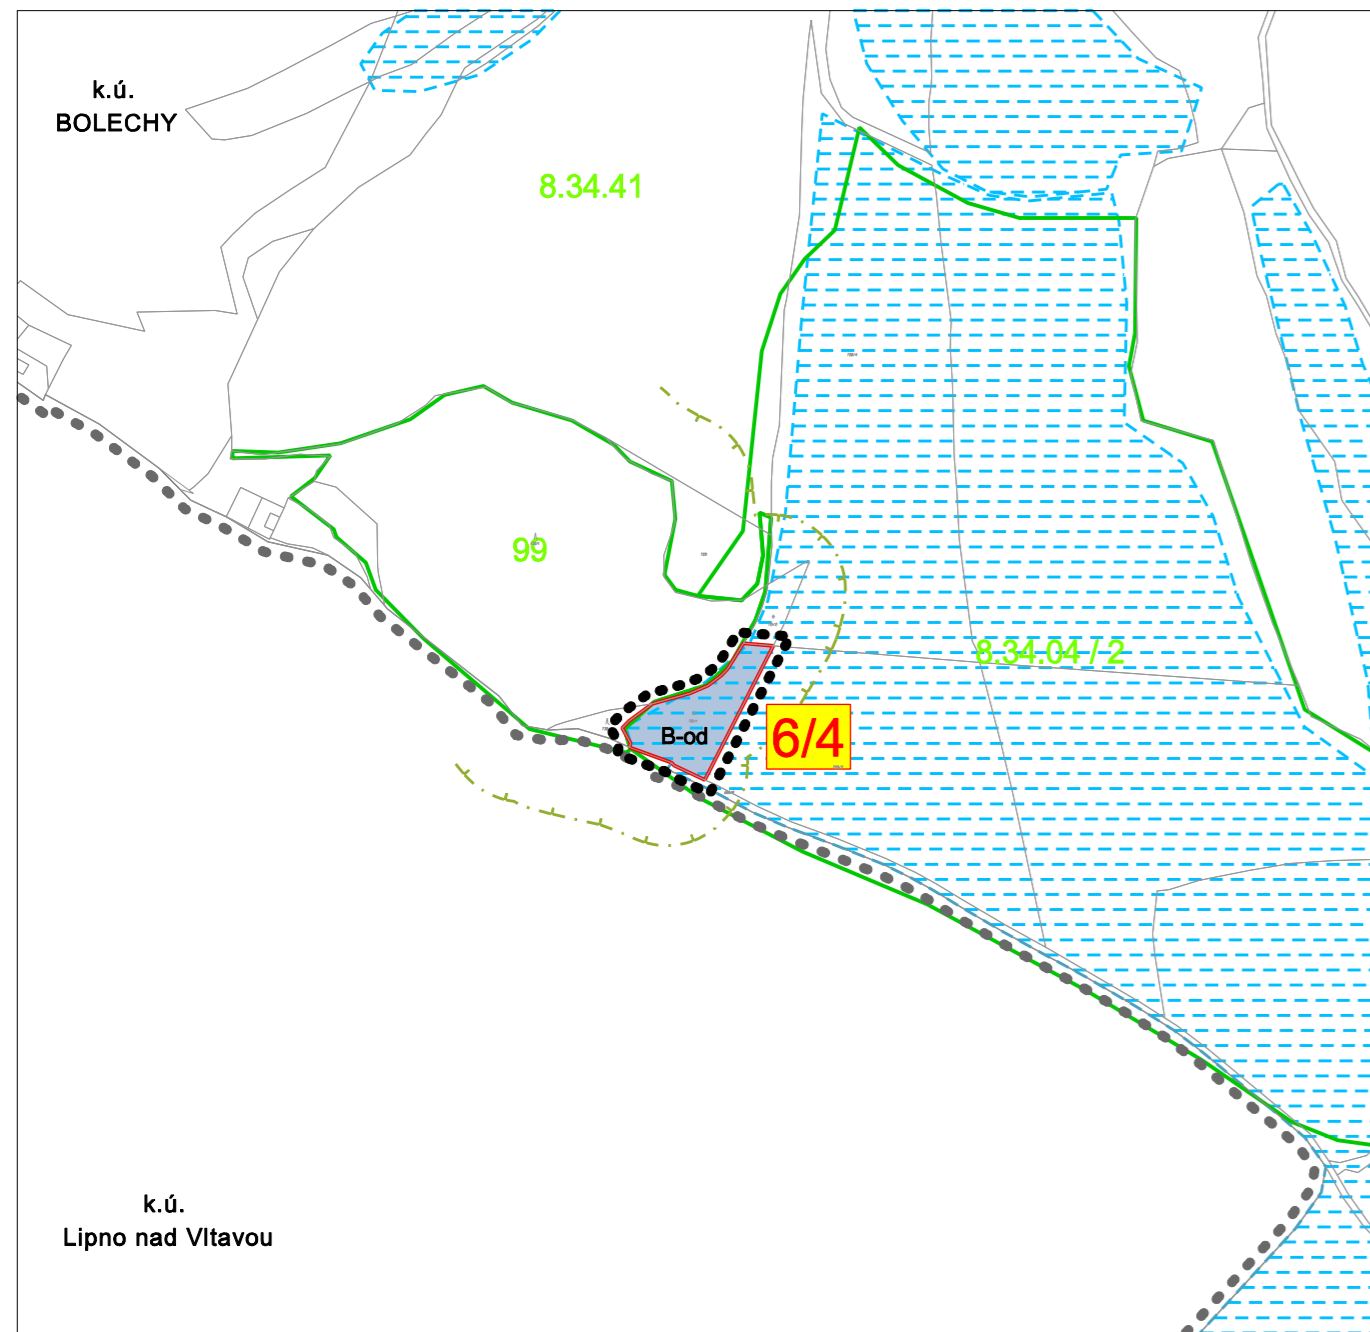 k.ú.
BOLECHY
8.34.41
99
8.34.04 / 2
B-od
6/4
k.ú.
Lipno nad Vltavou